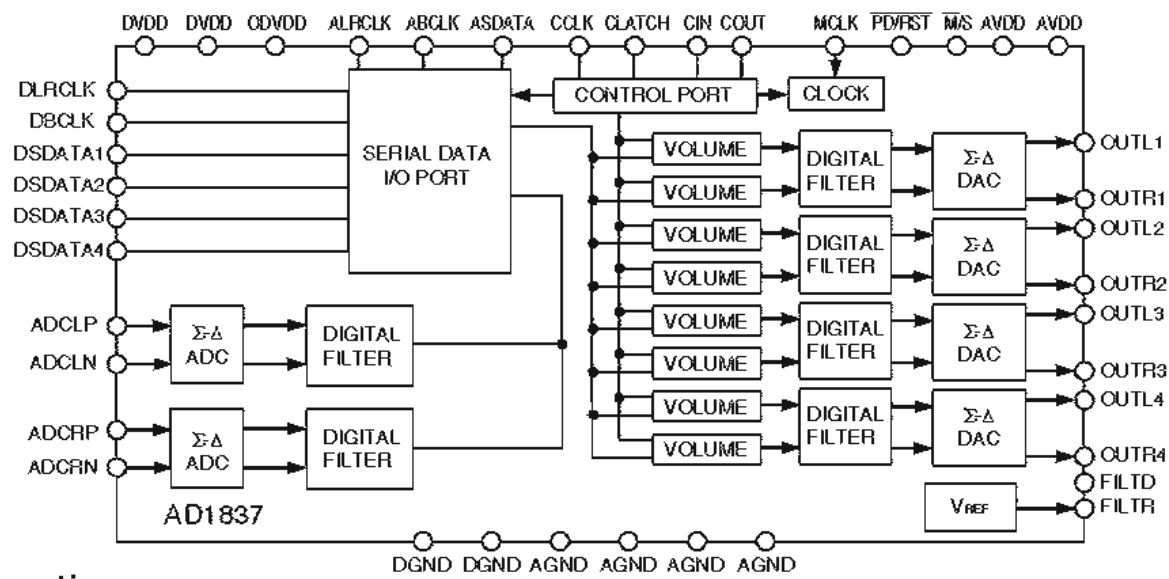 DVDD DVDD ODVDD ALRCLK ABCLK ASDATA CCLK CLATCH CIN COUT MCLK PD/RST M/S AVDD AVDD
DLRCLK
DBCLK
DSDATA1
DSDATA2
DSDATA3
DSDATA4
SERIAL DATA
I/O PORT
CONTROL PORT
CLOCK
VOLUME
VOLUME
VOLUME
VOLUME
VOLUME
VOLUME
VOLUME
VOLUME
DIGITAL
FILTER
DIGITAL
FILTER
DIGITAL
FILTER
DIGITAL
FILTER
Σ-Δ
DAC
Σ-Δ
DAC
Σ-Δ
DAC
Σ-Δ
DAC
OUTL1
OUTR1
OUTL2
OUTR2
OUTL3
OUTR3
OUTL4
OUTR4
FILTD
FILTR
ADCLP
ADCLN
Σ-Δ
ADC
DIGITAL
FILTER
ADCRP
ADCRN
Σ-Δ
ADC
DIGITAL
FILTER
VREF
AD1837
DGND DGND AGND AGND AGND AGND